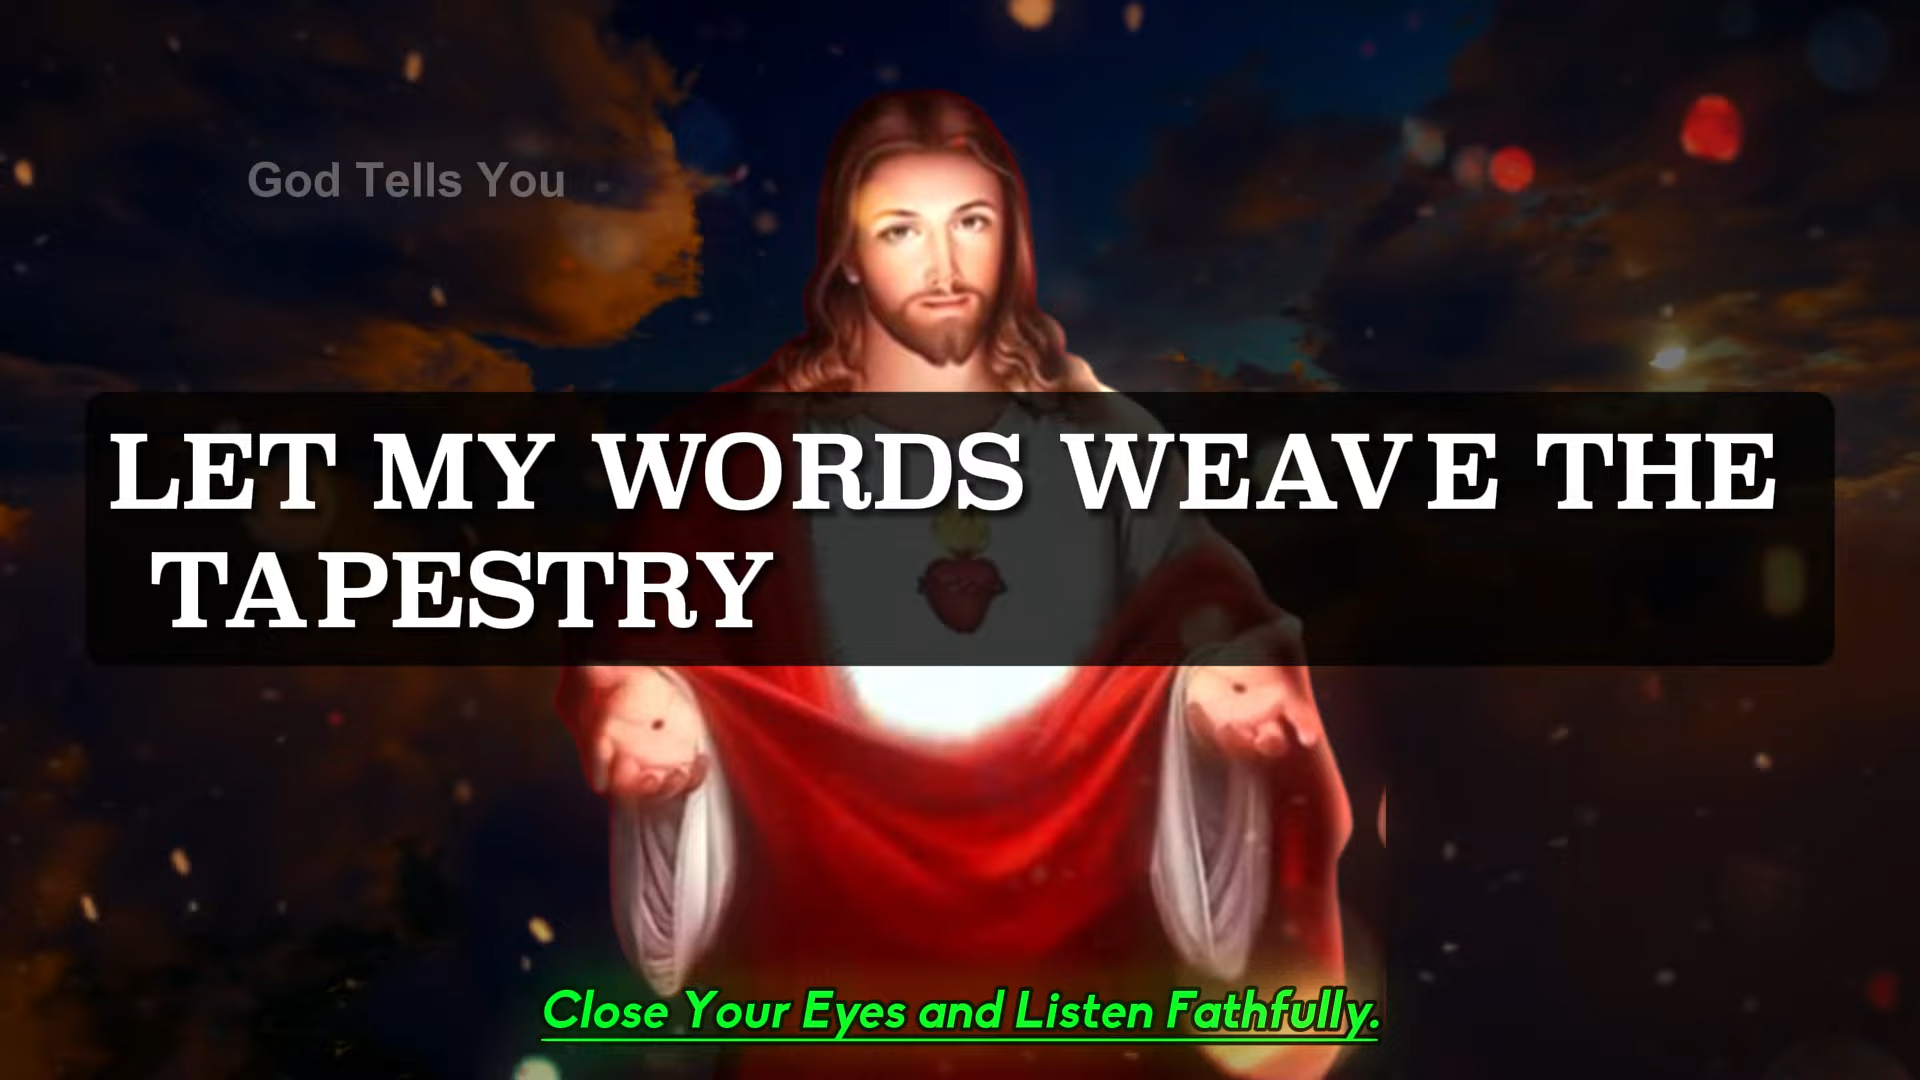 God Tells You
LET MY WORDS WEAVE THE
TAPESTRY
Close Your Eyes and Listen Fathfully.